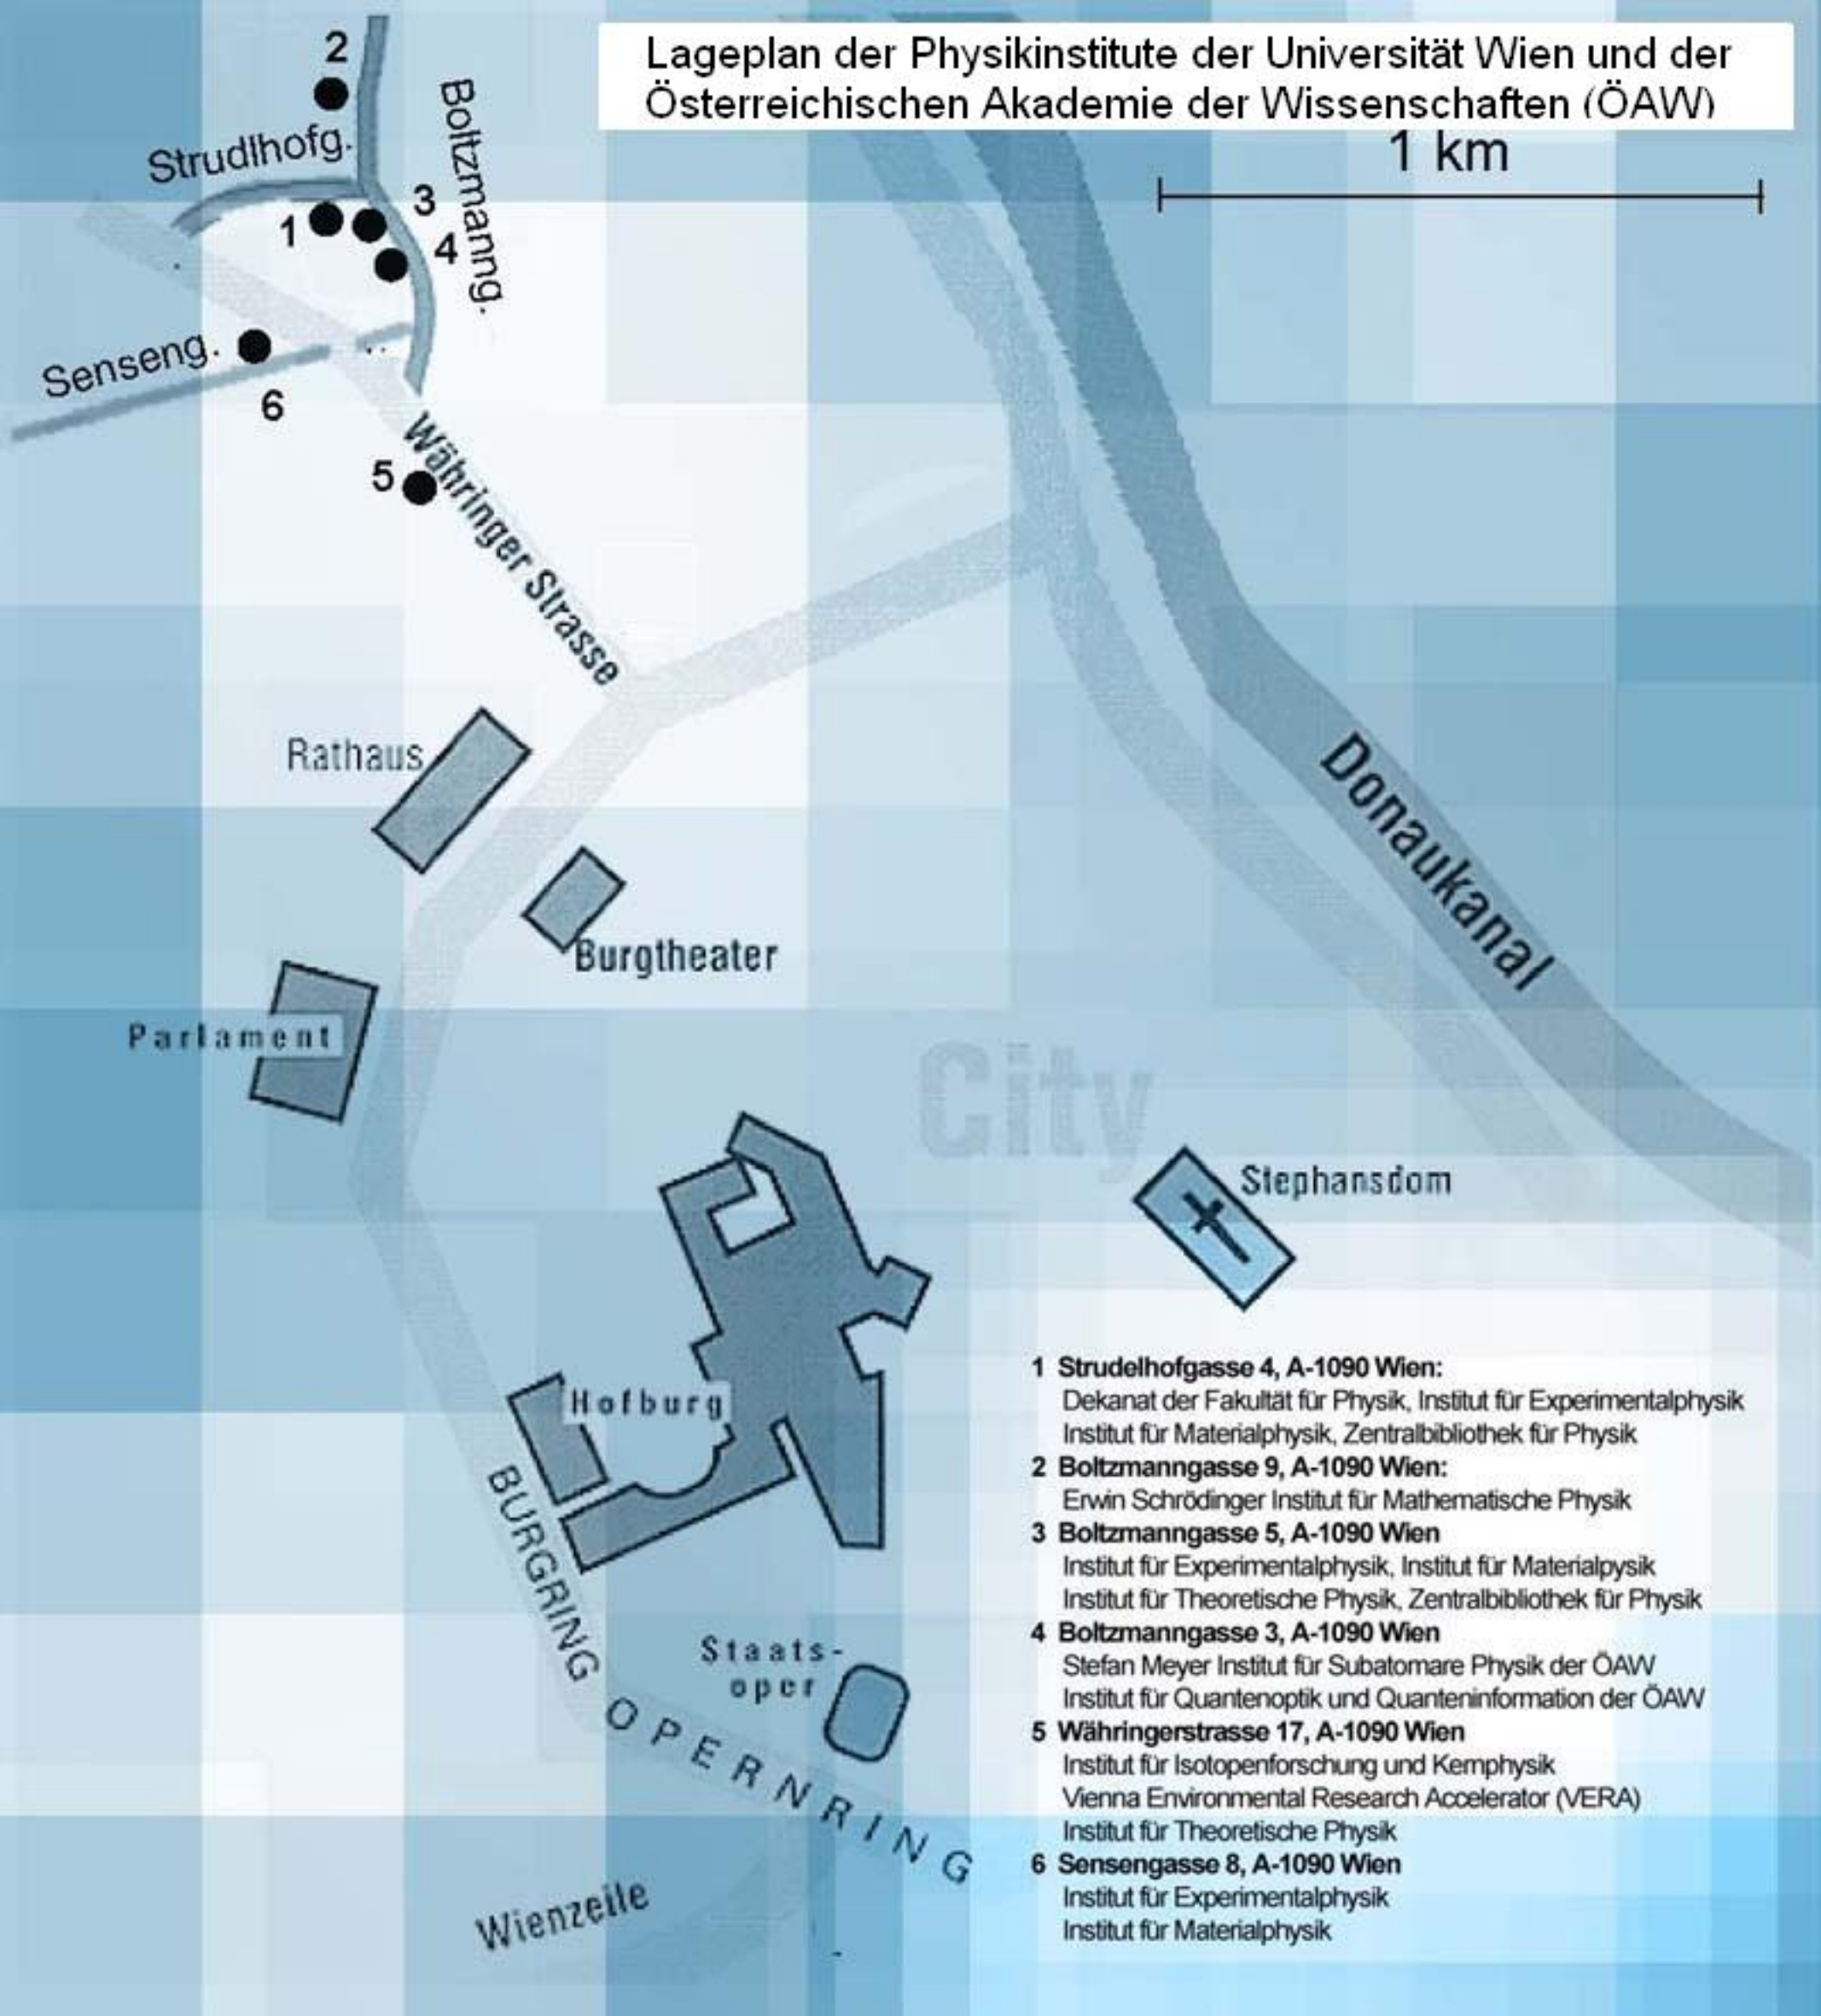 Lageplan der Physikinstitute der Universität Wien und der
Österreichischen Akademie der Wissenschaften (ÖAW)
1 km
2
Boltzmanng.
Strudlhofg.
3
1
4
Senseng.
6
Währinger Strasse
5
Rathaus
Donaukanal
Burgtheater
Parlament
City
Stephansdom
Hofburg
BURGRING
Staats-
oper
OPERNRING
Wienzeile
1 Strudelhofgasse 4, A-1090 Wien:
Dekanat der Fakultät für Physik, Institut für Experimentalphysik
Institut für Materialphysik, Zentralbibliothek für Physik
2 Boltzmanngasse 9, A-1090 Wien:
Erwin Schrödinger Institut für Mathematische Physik
3 Boltzmanngasse 5, A-1090 Wien
Institut für Experimentalphysik, Institut für Materialpysik
Institut für Theoretische Physik, Zentralbibliothek für Physik
4 Boltzmanngasse 3, A-1090 Wien
Stefan Meyer Institut für Subatomare Physik der ÖAW
Institut für Quantenoptik und Quanteninformation der ÖAW
5 Währingerstrasse 17, A-1090 Wien
Institut für Isotopenforschung und Kernphysik
Vienna Environmental Research Accelerator (VERA)
Institut für Theoretische Physik
6 Sensengasse 8, A-1090 Wien
Institut für Experimentalphysik
Institut für Materialphysik